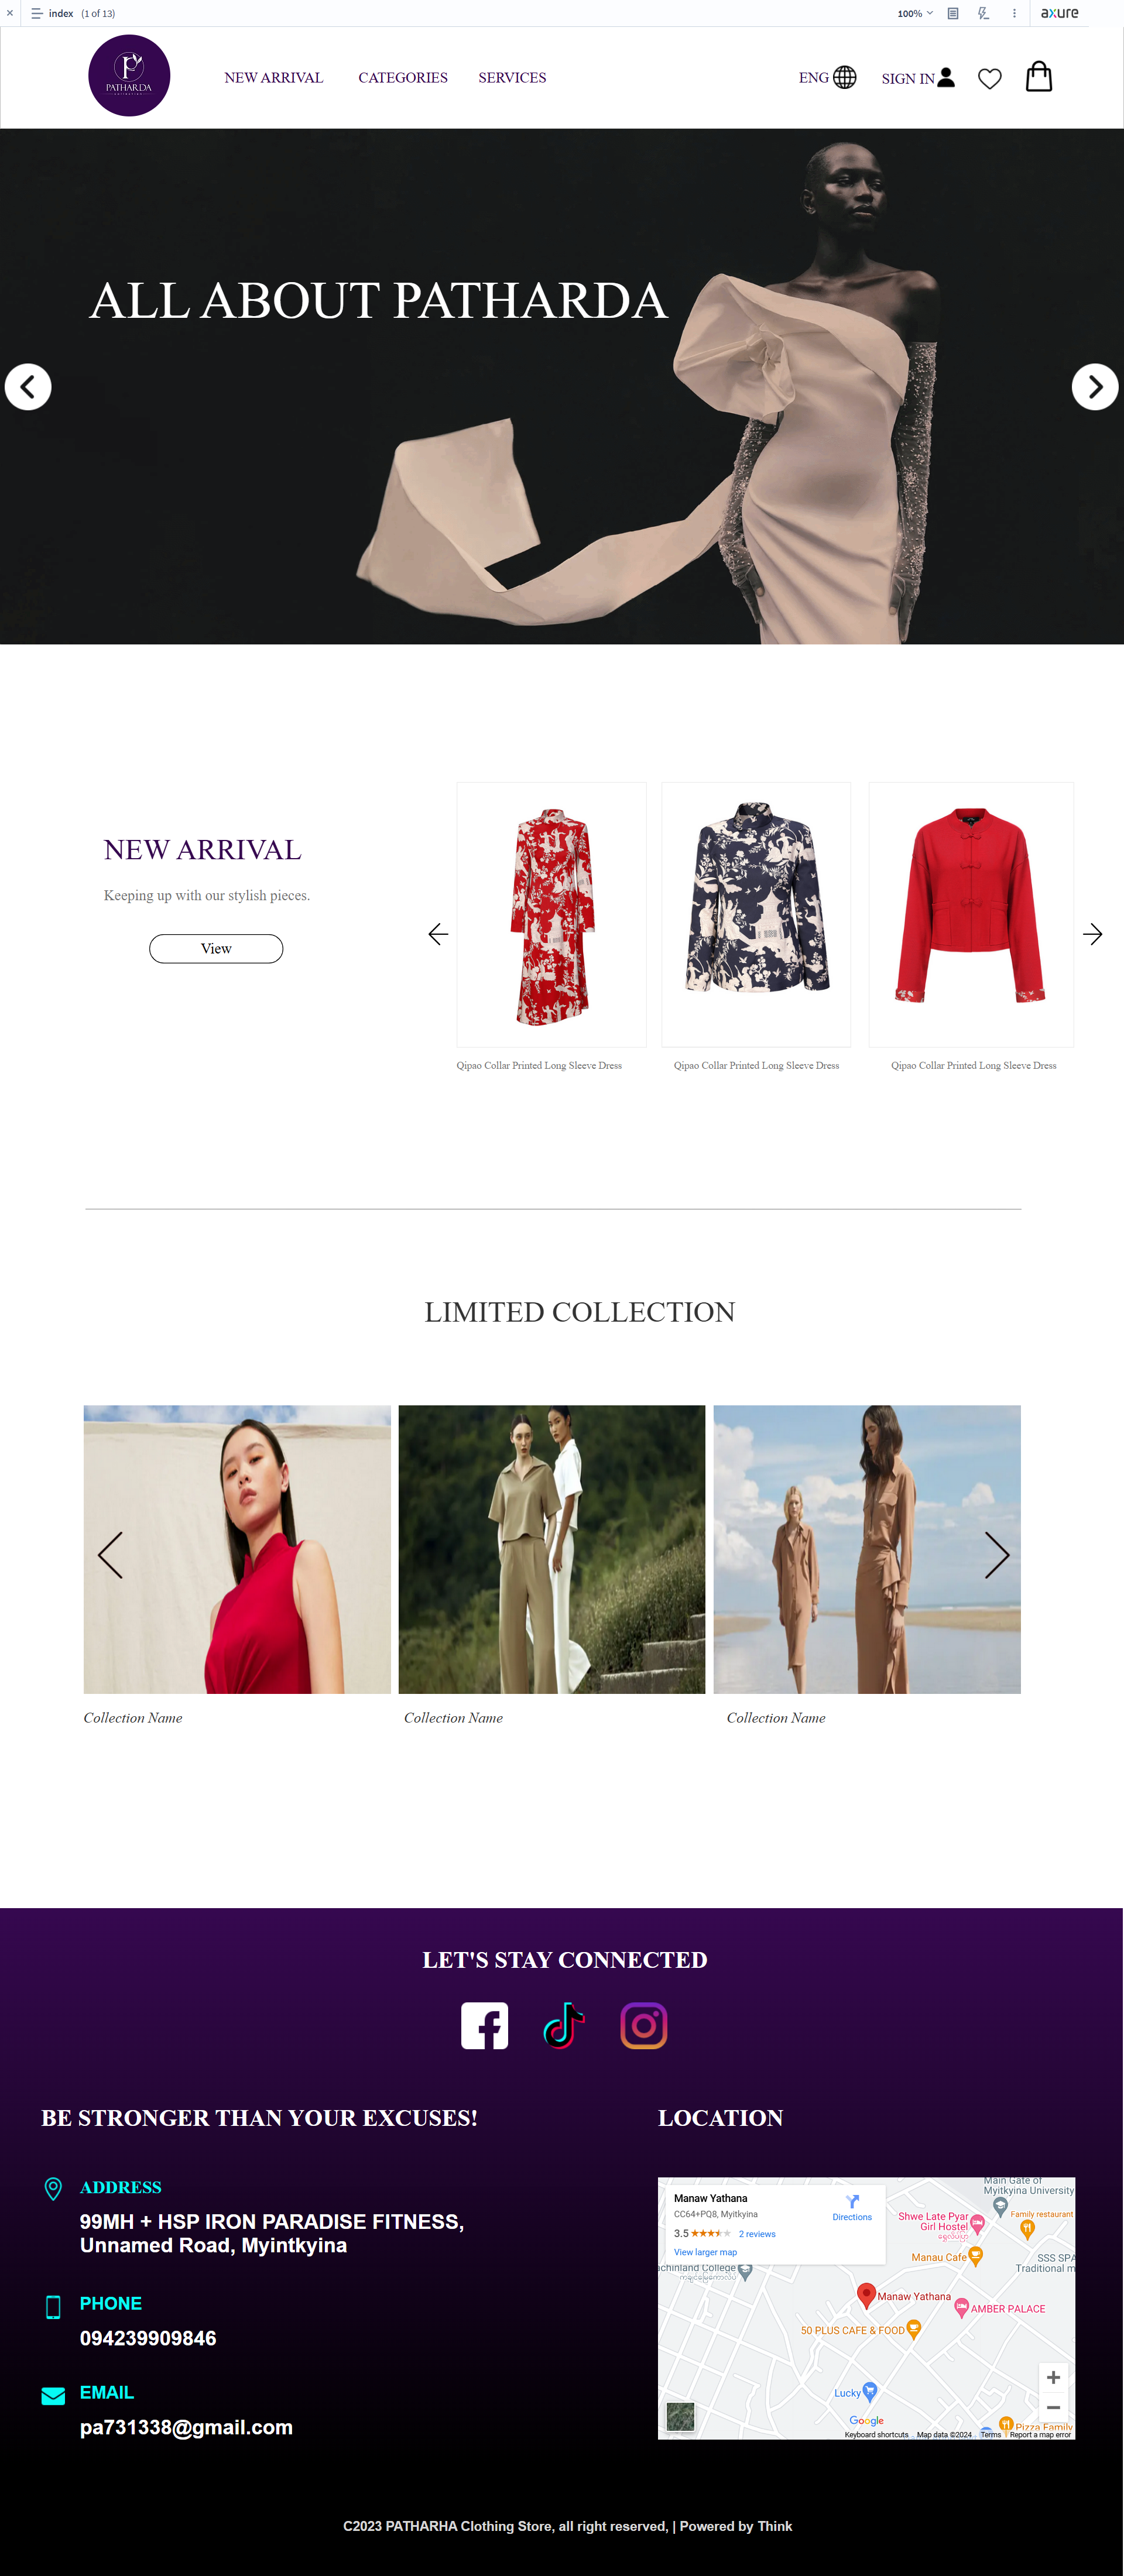 index (1 of 13)
100%
axure
P
PATHARDA
NEW ARRIVAL
CATEGORIES
SERVICES
ENG
SIGN IN
ALL ABOUT PATHARDA
NEW ARRIVAL
Keeping up with our stylish pieces.
View
Qipao Collar Printed Long Sleeve Dress
Qipao Collar Printed Long Sleeve Dress
Qipao Collar Printed Long Sleeve Dress
LIMITED COLLECTION
Collection Name
Collection Name
Collection Name
LET'S STAY CONNECTED
BE STRONGER THAN YOUR EXCUSES!
ADDRESS
99MH + HSP IRON PARADISE FITNESS,
Unnamed Road, Myintkyina
PHONE
094239909846
EMAIL
pa731338@gmail.com
LOCATION
Manaw Yathana
CC64+PQ8, Myitkyina
3.5
2 reviews
View larger map
Directions
Main Gate of
Myitkyina University
Shwe Late Pyar
Girl Hostel
Family restaurant
Manau Cafe
SSS SPA
Traditional m
achinland College
Manaw Yathana
AMBER PALACE
50 PLUS CAFE & FOOD
Lucky
Google
Pizza Family
Keyboard shortcuts
Map data ©2024
Terms
Report a map error
C2023 PATHARHA Clothing Store, all right reserved, | Powered by Think